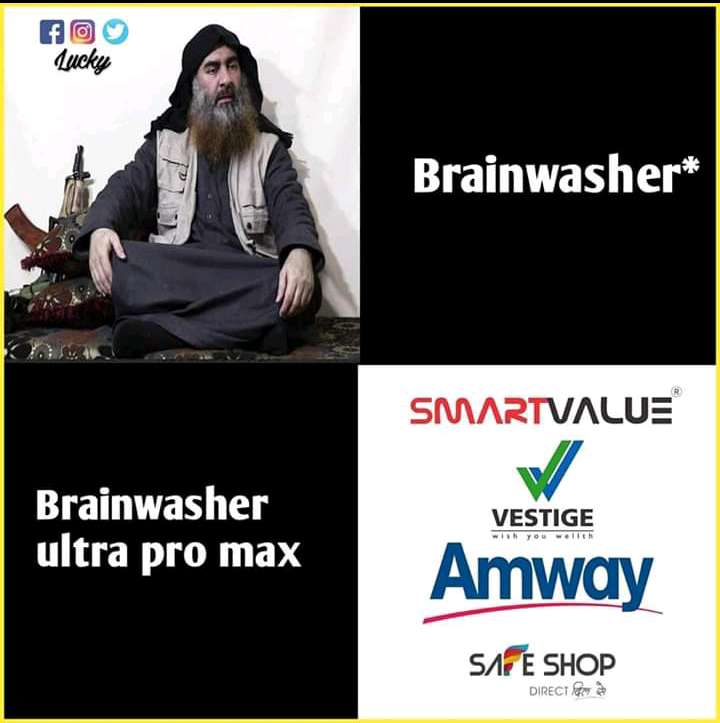 Lucky
Brainwasher*
Brainwasher
ultra pro max
SMARTVALUE®
VESTIGE
wish you wellth
Amway
SAFE SHOP
DIRECT दिल से